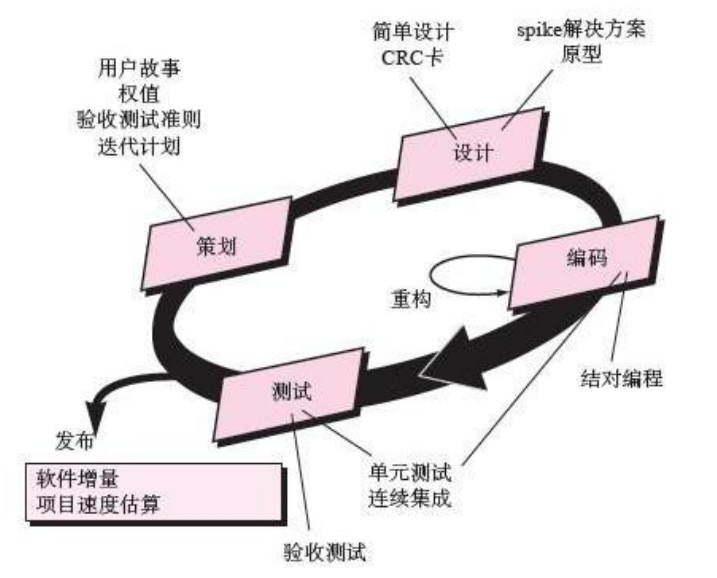 简单设计
CRC卡
spike解决方案
原型
用户故事
权值
验收测试准则
迭代计划
设计
策划
编码
重构
结对编程
测试
发布
软件增量
项目速度估算
单元测试
连续集成
验收测试